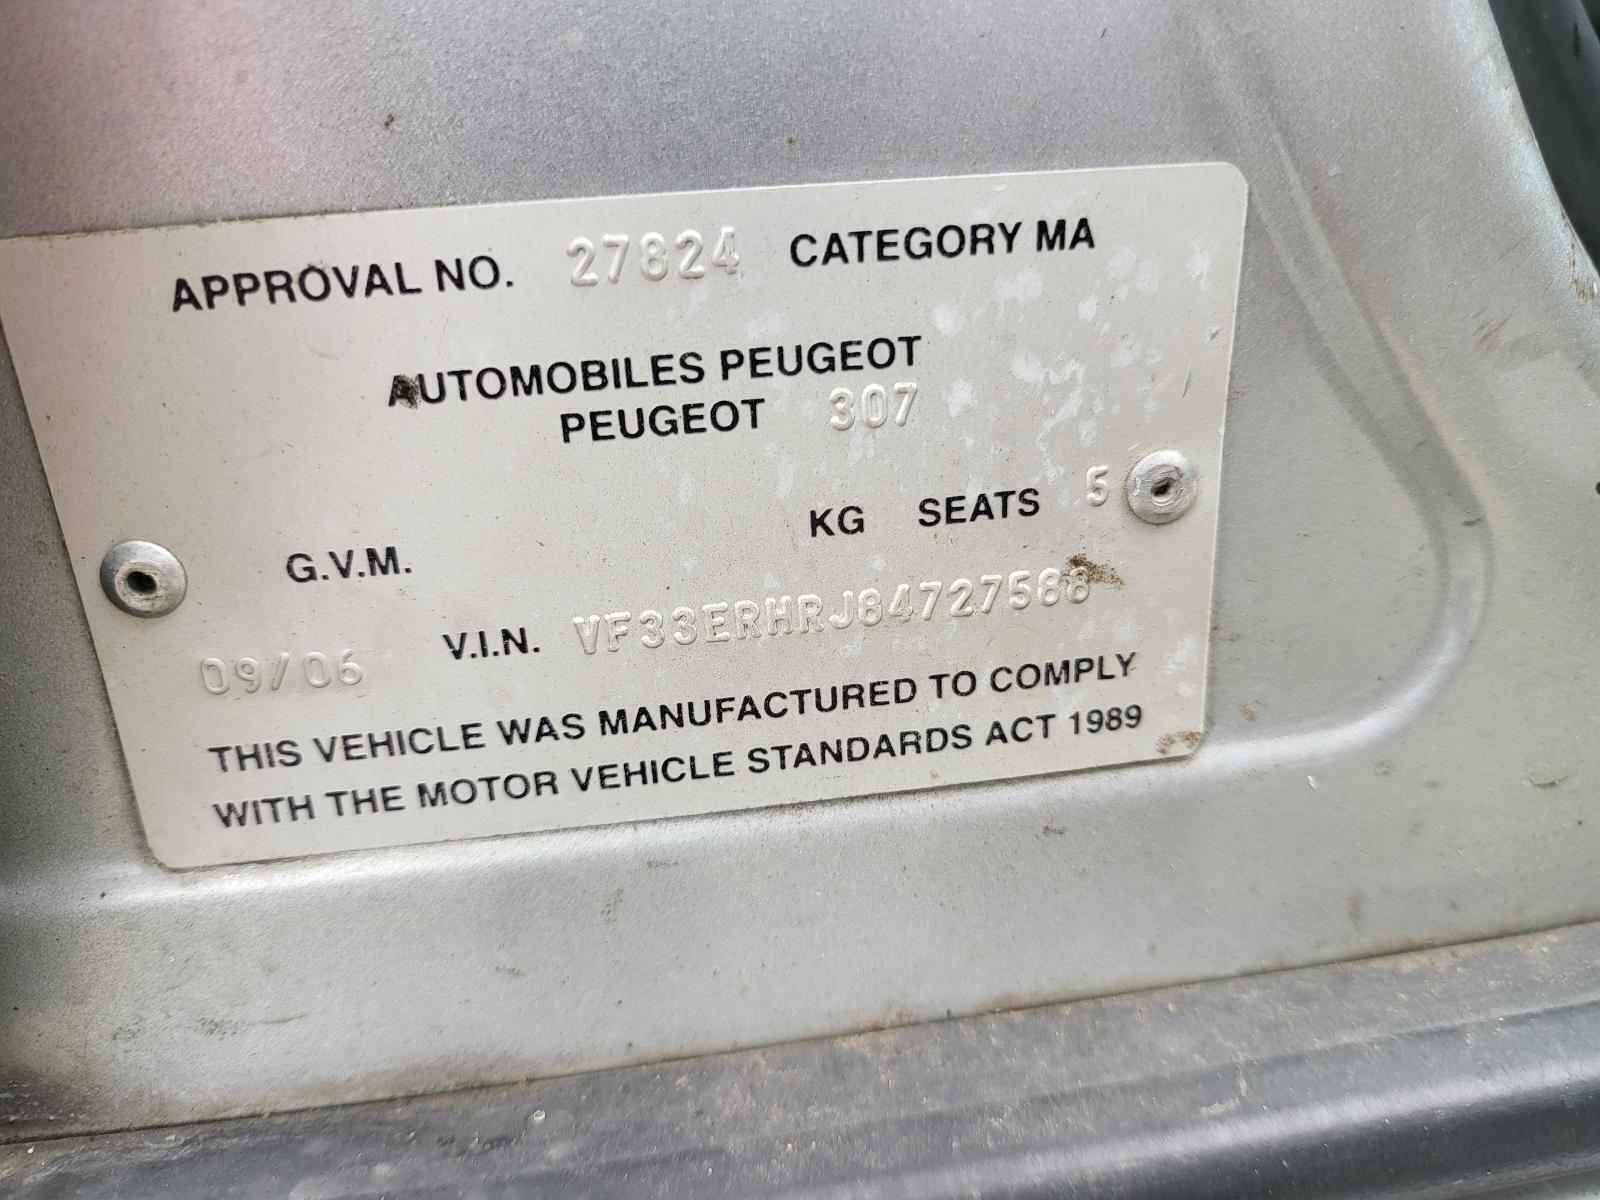 APPROVAL NO. 27824 CATEGORY MA
AUTOMOBILES PEUGEOT
PEUGEOT 307
G.V.M. KG SEATS 5
09/06 V.I.N. VF33ERHRJ84727588
THIS VEHICLE WAS MANUFACTURED TO COMPLY
WITH THE MOTOR VEHICLE STANDARDS ACT 1989